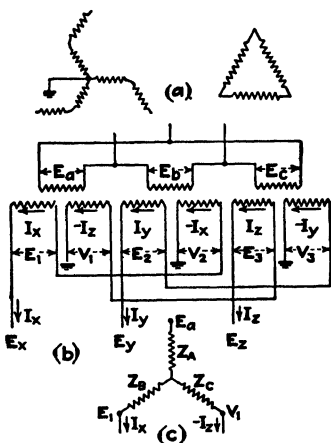 (a)
Ea Eb Ec
Ix -Iz Iy -Ix Iz -Iy
E1 V1 E2 V2 E3 V3
Ix Iy Iz
Ex (b) Ey Ez
Ea
ZA
ZB ZC
E1 Ix -Iz V1
(c)